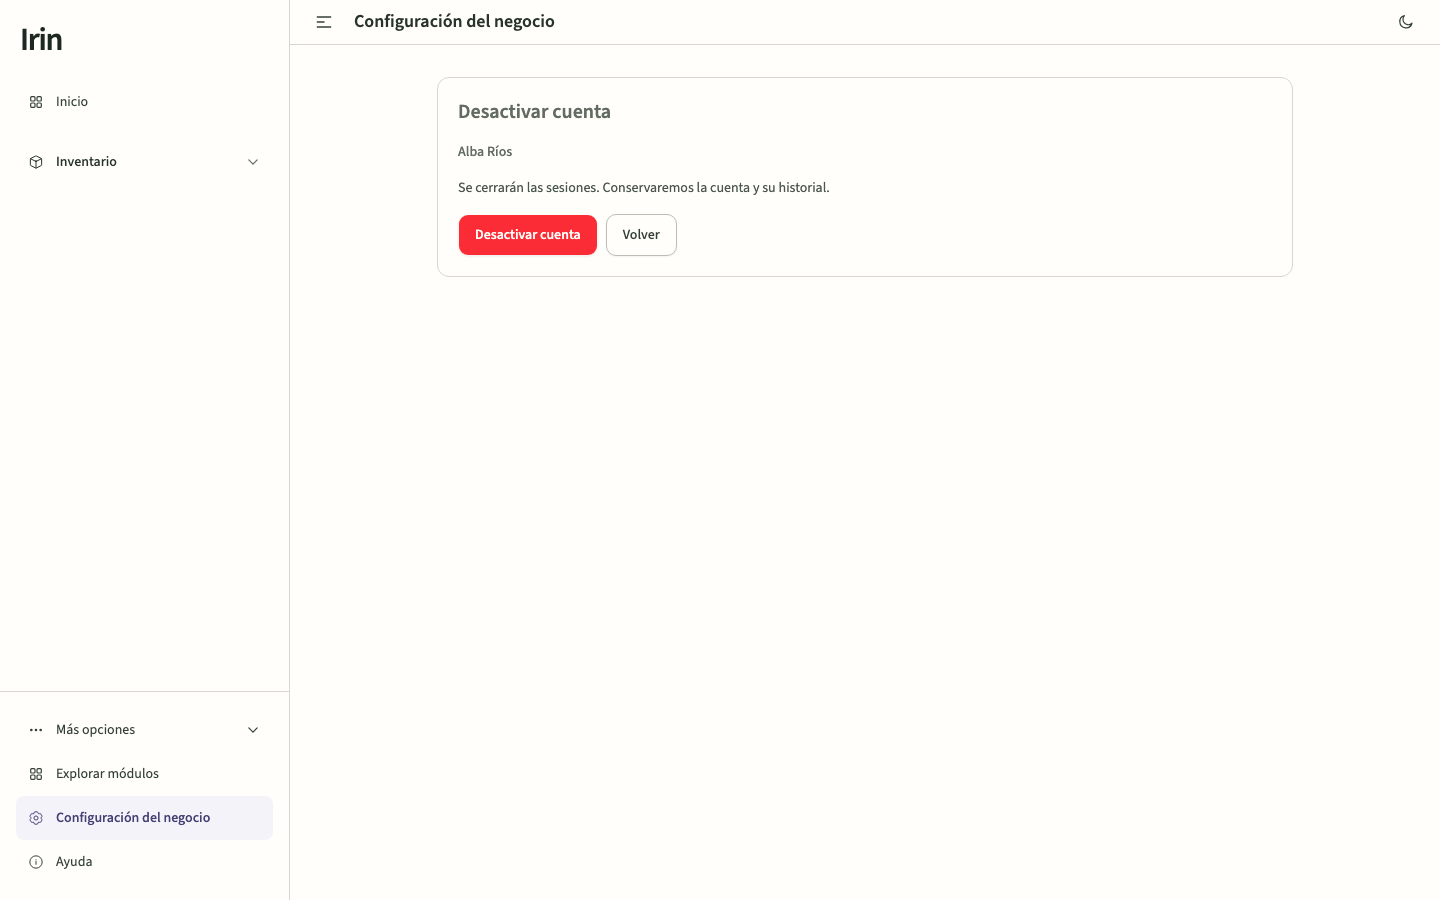 Irin
Inicio
Inventario
Más opciones
Explorar módulos
Configuración del negocio
Ayuda
Configuración del negocio
Desactivar cuenta
Alba Ríos
Se cerrarán las sesiones. Conservaremos la cuenta y su historial.
Desactivar cuenta
Volver